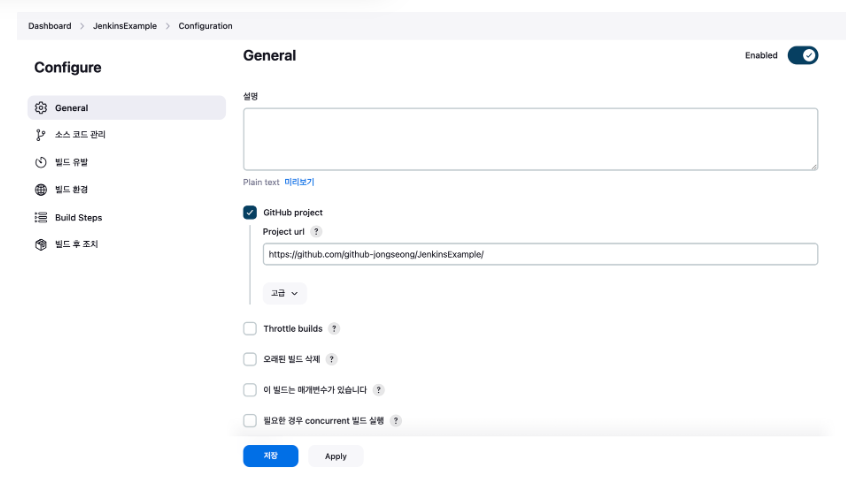 Dashboard > JenkinsExample > Configuration
Configure
General
소스 코드 관리
빌드 유발
빌드 환경
Build Steps
빌드 후 조치
General
Enabled
설명
Plain text 미리보기
GitHub project
Project url ?
https://github.com/github-jongseong/JenkinsExample/
고급
Throttle builds ?
오래된 빌드 삭제 ?
이 빌드는 매개변수가 있습니다 ?
필요한 경우 concurrent 빌드 실행 ?
저장
Apply